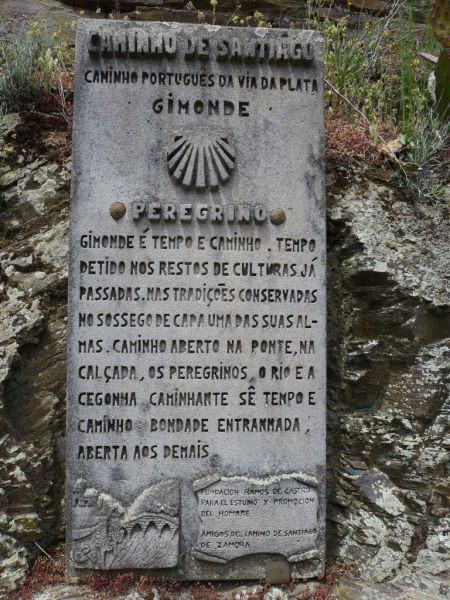 CAMINHO DE SANTIAGO
CAMINHO PORTUGUÊS DA VIA DA PLATA
GIMONDE
PEREGRINO
GIMONDE É TEMPO E CAMINHO. TEMPO
DETIDO NOS RESTOS DE CULTURAS JÁ
PASSADAS. NAS TRADIÇÕES CONSERVADAS
NO SOSSEGO DE CAPA UMA DAS SUAS AL-
MAS. CAMINHO ABERTO NA PONTE, NA
CALÇADA, OS PEREGRINOS, O RIO E A
CEGONHA CAMINHANTE SÊ TEMPO E
CAMINHO BONDADE ENTRANHADA,
ABERTA AOS DEMAIS
FUNDACION RAMOS DE CASTRO
PARA EL ESTUDIO Y PROMOCION
DEL HOMBRE
AMIGOS DEL CAMINO DE SANTIAGO
DE ZAMORA